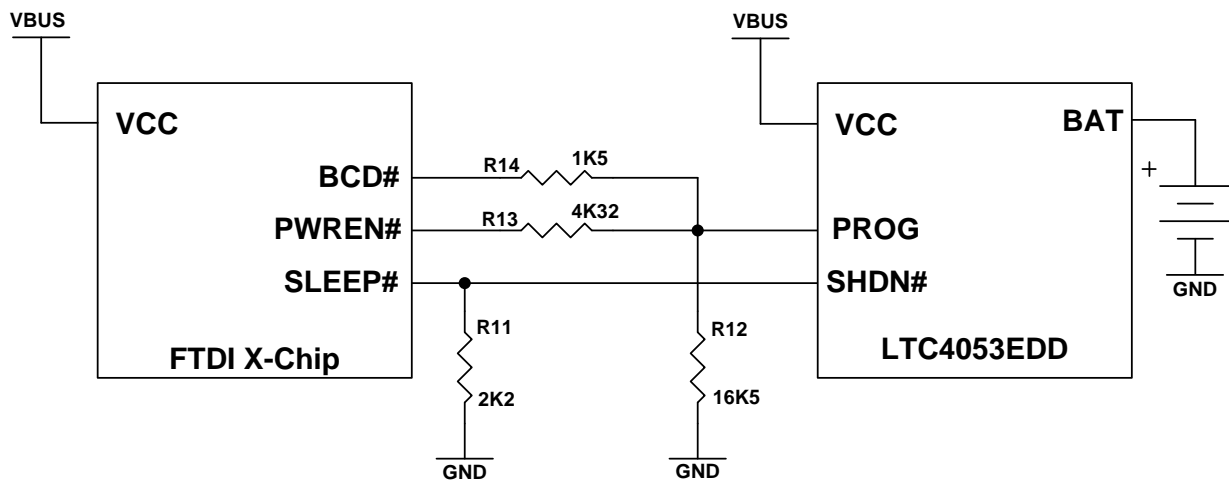 VBUS
VBUS
VCC
VCC
BAT
BCD#
R14
1K5
+
PWREN#
R13
4K32
PROG
SLEEP#
SHDN#
GND
R11
R12
FTDI X-Chip
LTC4053EDD
2K2
16K5
GND
GND